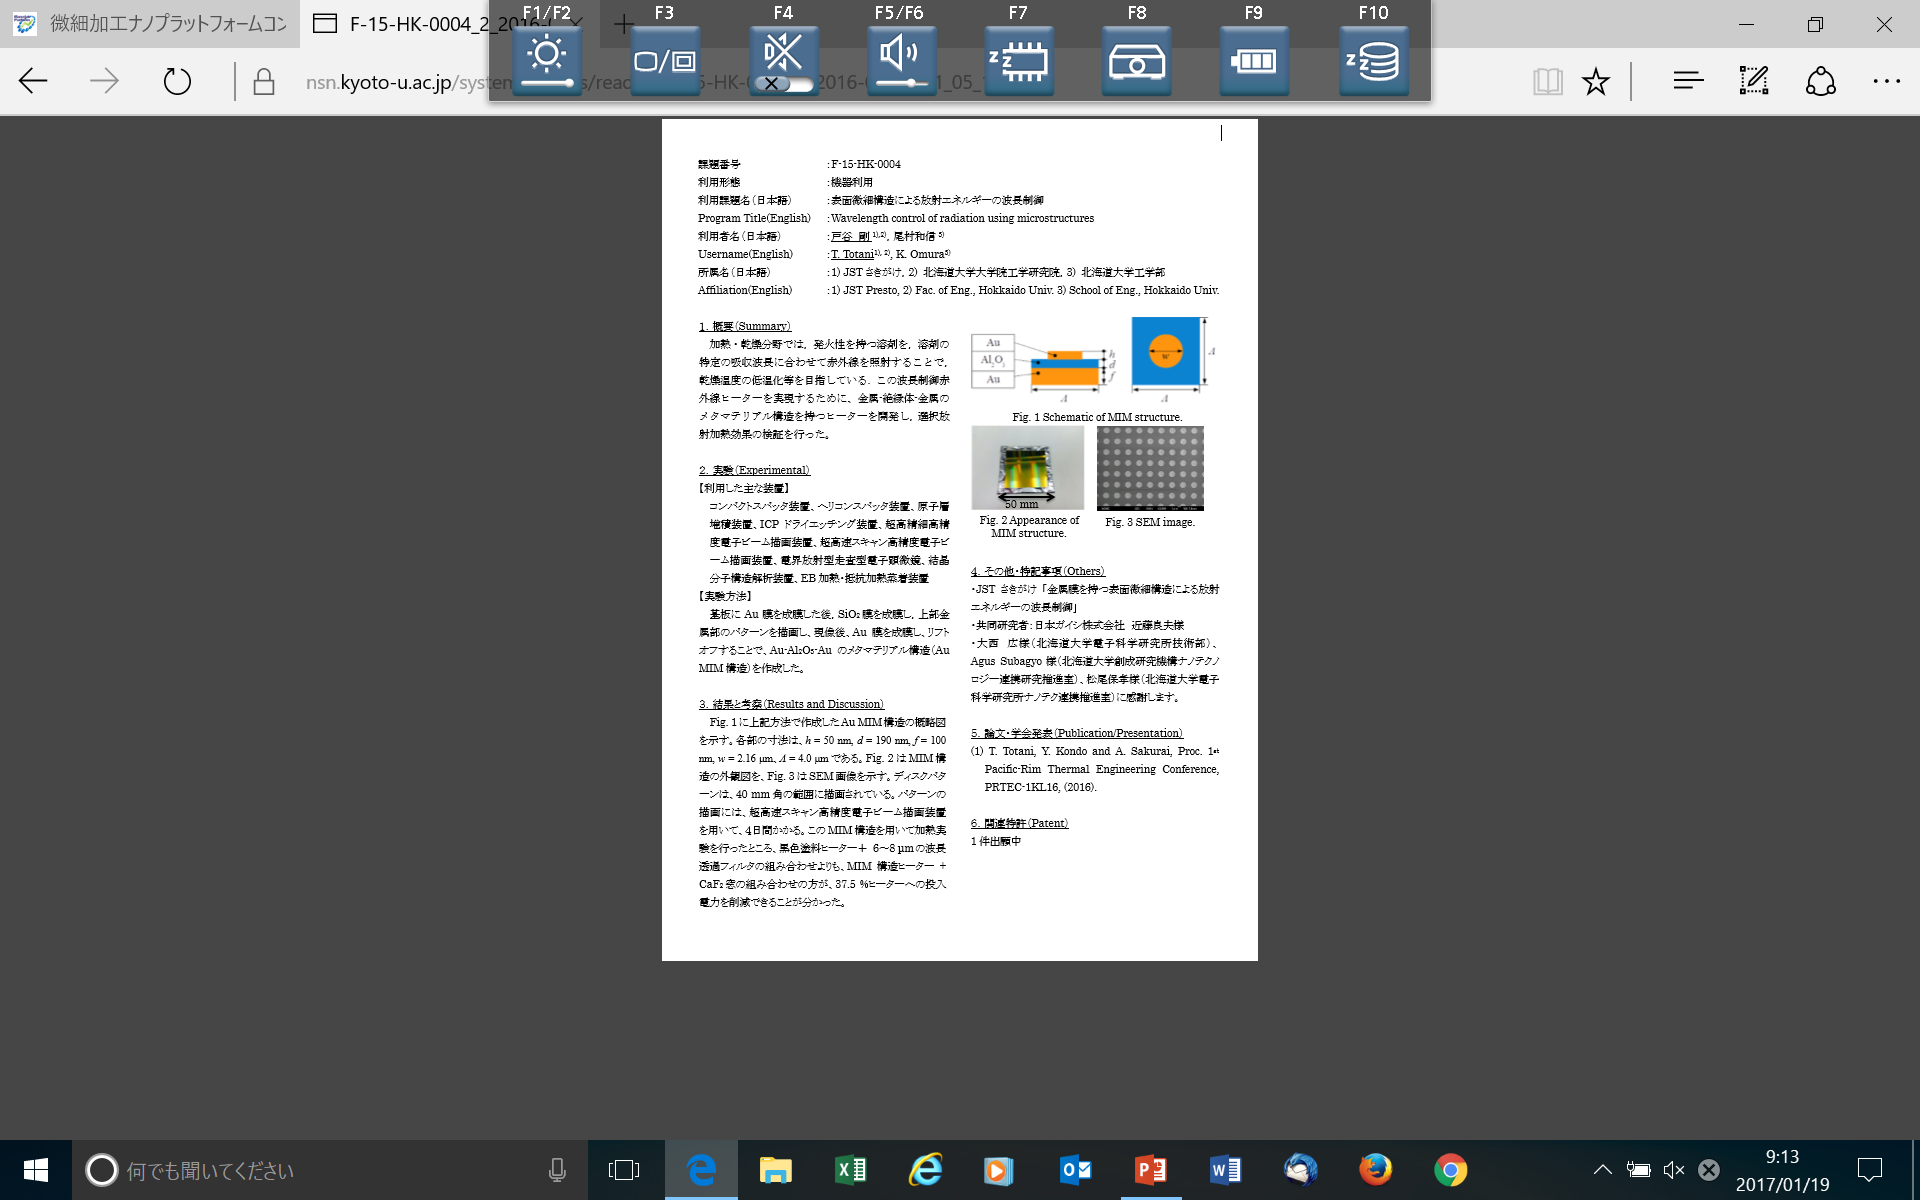 微細加工ナノプラットフォームコン
F-15-HK-0004_2_2016-
F1/F2
F3
F4
F5/F6
F7
F8
F9
F10
nsn.kyoto-u.ac.jp/system
課題番号 :F-15-HK-0004
利用形態 :機器利用
利用課題名(日本語) :表面微細構造による放射エネルギーの波長制御
Program Title(English) :Wavelength control of radiation using microstructures
利用者名(日本語) :戸谷 剛 1),2), 尾村和信 3)
Username(English) :T. Totani1), 2), K. Omura3)
所属名(日本語) :1) JST さきがけ, 2) 北海道大学大学院工学研究院, 3) 北海道大学工学部
Affiliation(English) :1) JST Presto, 2) Fac. of Eng., Hokkaido Univ. 3) School of Eng., Hokkaido Univ.
1. 概要(Summary)
加熱・乾燥分野では, 発火性を持つ溶剤を, 溶剤の
特定の吸収波長に合わせて赤外線を照射することで,
乾燥温度の低温化等を目指している. この波長制御赤
外線ヒーターを実現するために、金属-絶縁体-金属の
メタマテリアル構造を持つヒーターを開発し, 選択放
射加熱効果の検証を行った。
2. 実験(Experimental)
【利用した主な装置】
コンパクトスパッタ装置、ヘリコンスパッタ装置、原子層
堆積装置、ICP ドライエッチング装置、超高精細高精
度電子ビーム描画装置、超高速スキャン高精度電子ビ
ーム描画装置、電界放射型走査型電子顕微鏡、結晶
分子構造解析装置、EB 加熱・抵抗加熱蒸着装置
【実験方法】
基板に Au 膜を成膜した後, SiO2 膜を成膜し, 上部金
属部のパターンを描画し、現像後、Au 膜を成膜し、リフト
オフすることで、Au-Al2O3-Au のメタマテリアル構造(Au
MIM 構造)を作成した。
3. 結果と考察(Results and Discussion)
Fig. 1 に上記方法で作成した Au MIM 構造の概略図
を示す。各部の寸法は、h = 50 nm, d = 190 nm, f = 100
nm, w = 2.16 μm、Λ = 4.0 μm である。Fig. 2 は MIM 構
造の外観図を、Fig. 3 は SEM 画像を示す。ディスクパタ
ーンは、40 mm 角の範囲に描画されている。パターンの
描画には、超高速スキャン高精度電子ビーム描画装置
を用いて、4日間かかる。この MIM 構造を用いて加熱実
験を行ったところ、黒色塗料ヒーター＋ 6～8 μm の波長
透過フィルタの組み合わせよりも、MIM 構造ヒーター +
CaF2 窓の組み合わせの方が、37.5 %ヒーターへの投入
電力を削減できることが分かった。
Au
Al2O3
Au
h
d
f
Λ
w
Λ
Λ
Fig. 1 Schematic of MIM structure.
50 mm
Fig. 2 Appearance of
MIM structure.
Fig. 3 SEM image.
4. その他・特記事項(Others)
・JST さきがけ「金属膜を持つ表面微細構造による放射
エネルギーの波長制御」
・共同研究者:日本ガイシ株式会社 近藤良夫様
・大西 広様(北海道大学電子科学研究所技術部)、
Agus Subagyo 様(北海道大学創成研究機構ナノテクノ
ロジー連携研究推進室)、松尾保孝様(北海道大学電子
科学研究所ナノテク連携推進室)に感謝します。
5. 論文・学会発表(Publication/Presentation)
(1) T. Totani, Y. Kondo and A. Sakurai, Proc. 1st
Pacific-Rim Thermal Engineering Conference,
PRTEC-1KL16, (2016).
6. 関連特許(Patent)
1 件出願中
何でも聞いてください
9:13
2017/01/19